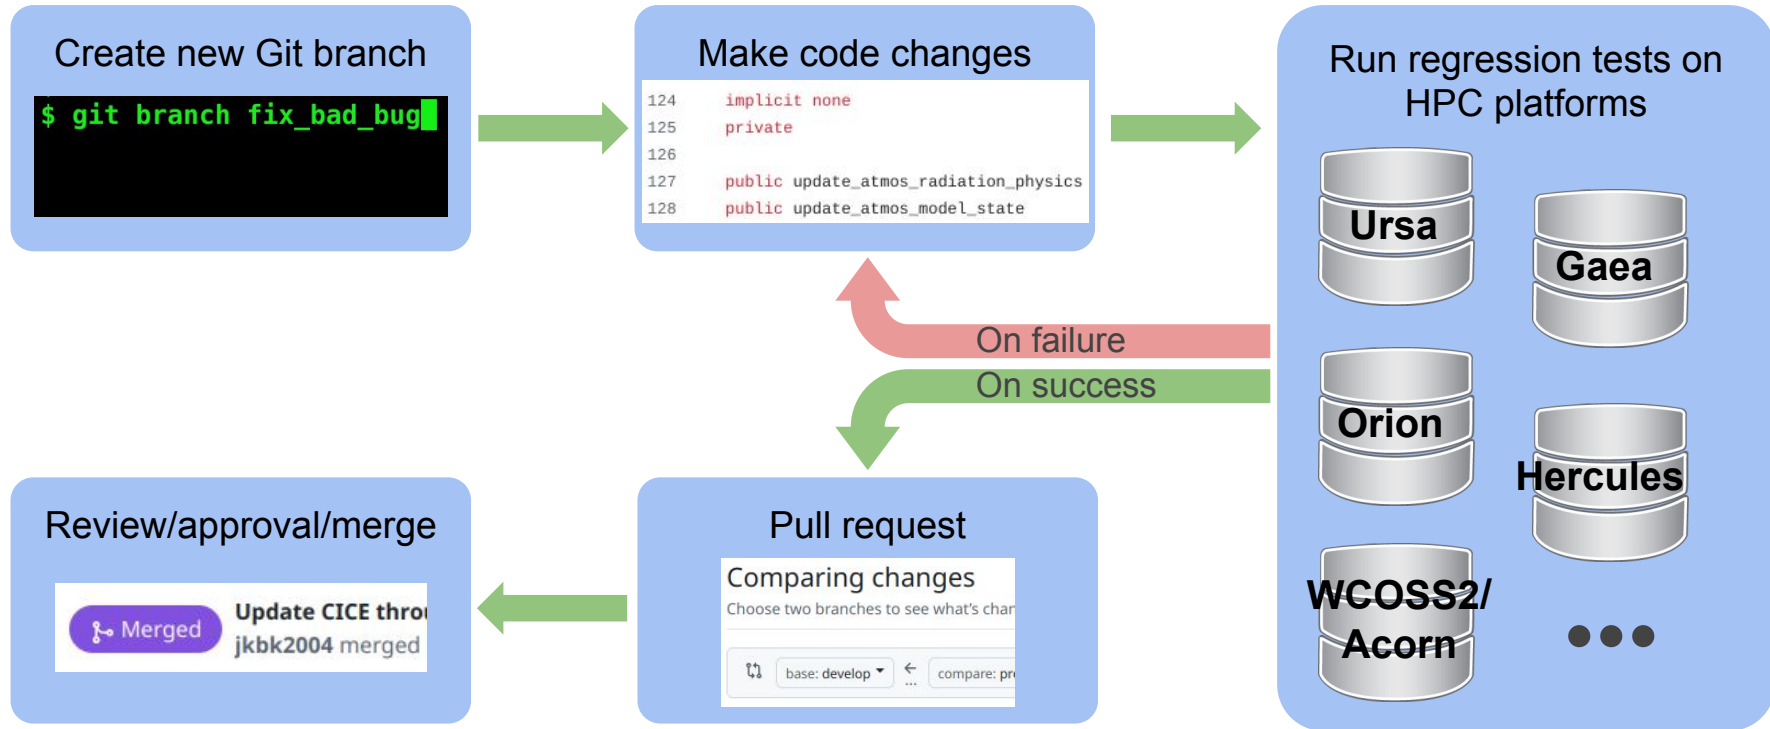 Create new Git branch
$ git branch fix_bad_bug
Make code changes
124 implicit none
125 private
126
127 public update_atmos_radiation_physics
128 public update_atmos_model_state
Run regression tests on
HPC platforms
Ursa
Gaea
Orion
Hercules
WCOSS2/
Acorn
On failure
On success
Pull request
Comparing changes
Choose two branches to see what's char
base: develop
compare: pr
Review/approval/merge
Merged
Update CICE throu
jkbk2004 merged